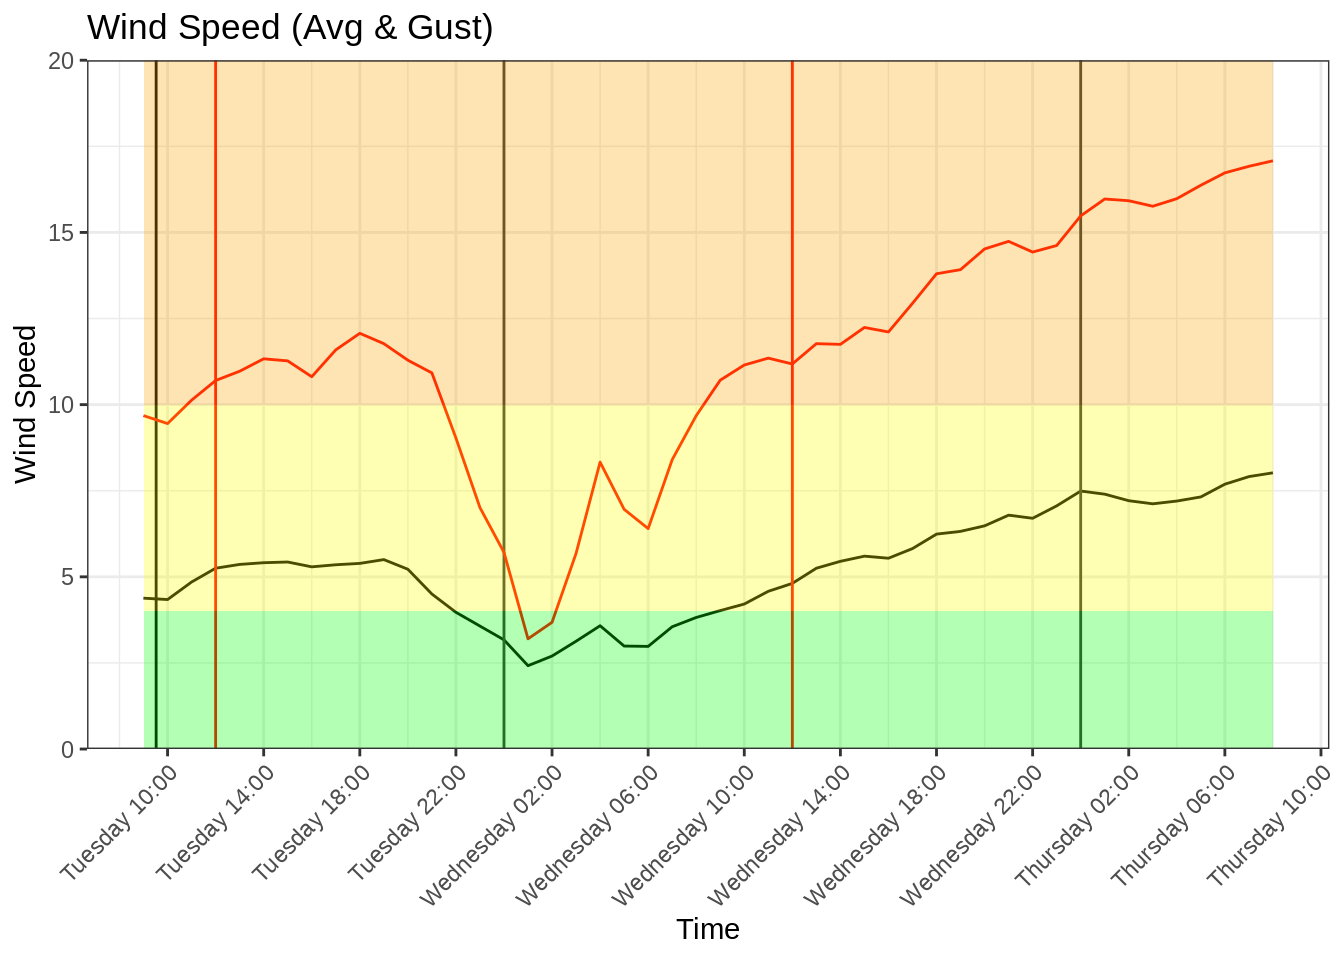 Wind Speed (Avg & Gust)
Wind Speed
20
15
10
5
0
Tuesday 10:00
Tuesday 14:00
Tuesday 18:00
Tuesday 22:00
Wednesday 02:00
Wednesday 06:00
Wednesday 10:00
Wednesday 14:00
Wednesday 18:00
Wednesday 22:00
Thursday 02:00
Thursday 06:00
Thursday 10:00
Time